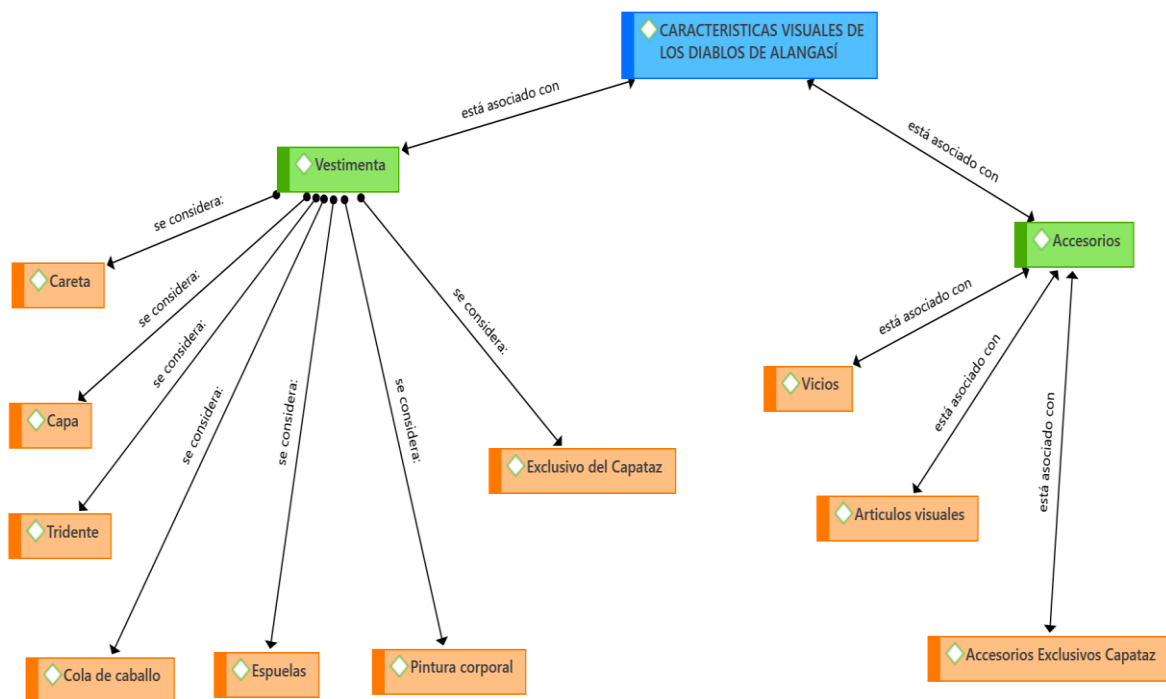 CARACTERISTICAS VISUALES DE
LOS DIABLOS DE ALANGASÍ
está asociado con
está asociado con
Vestimenta
Accesorios
se considera:
se considera:
se considera:
se considera:
se considera:
se considera:
se considera:
está asociado con
está asociado con
está asociado con
Careta
Capa
Tridente
Cola de caballo
Espuelas
Pintura corporal
Exclusivo del Capataz
Vicios
Articulos visuales
Accesorios Exclusivos Capataz